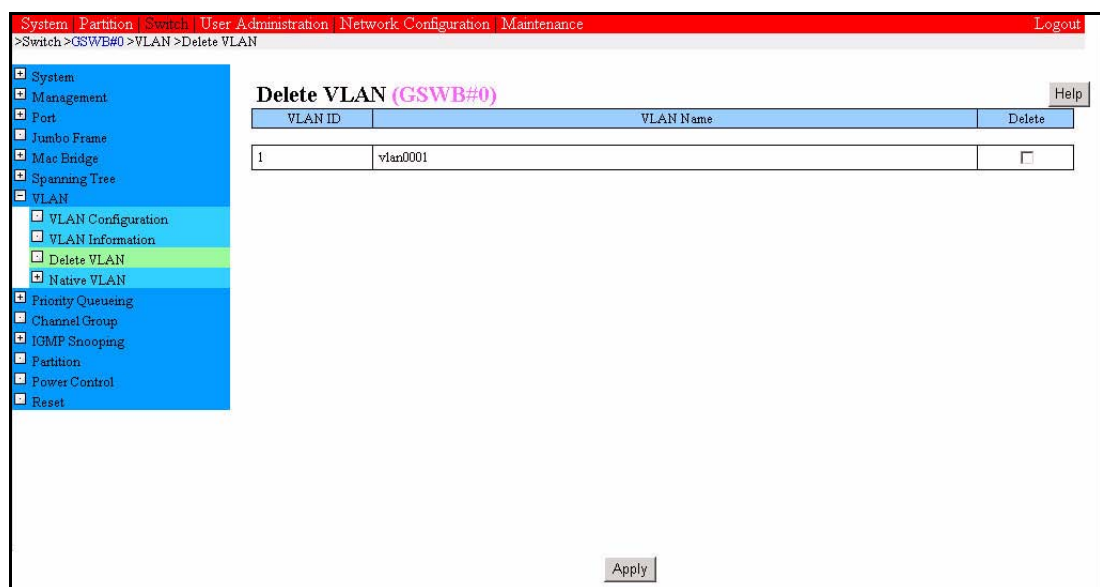 System | Partition | Switch | User Administration | Network Configuration | Maintenance Logout
>Switch >GSWB#0 >VLAN >Delete VLAN
System
Management
Port
Jumbo Frame
Mac Bridge
Spanning Tree
VLAN
VLAN Configuration
VLAN Information
Delete VLAN
Native VLAN
Priority Queueing
Channel Group
IGMP Snooping
Partition
Power Control
Reset
Delete VLAN (GSWB#0)
Help
VLAN ID VLAN Name Delete
1 vlan0001
Apply